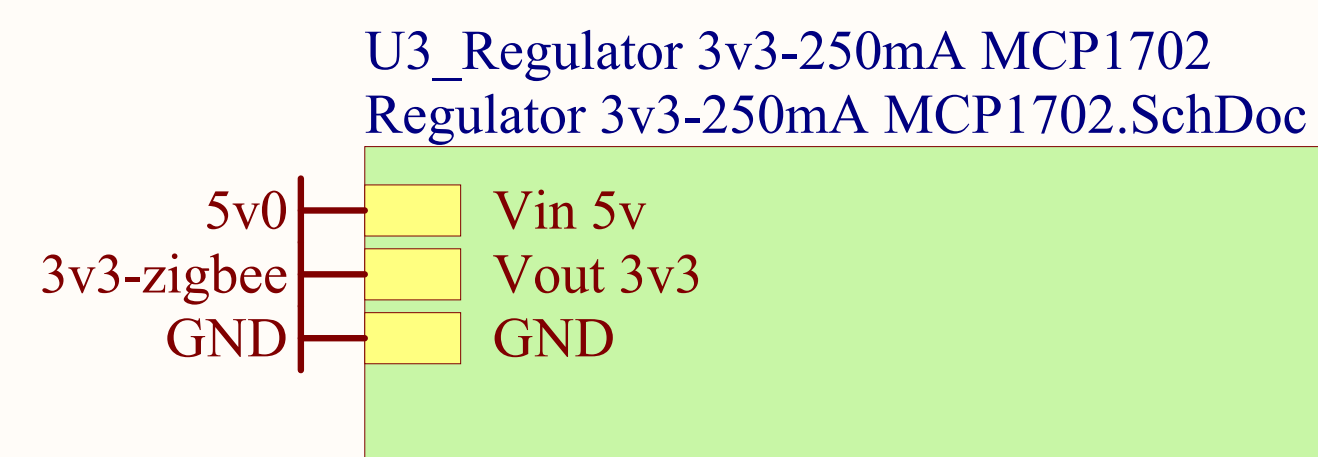 U3_Regulator 3v3-250mA MCP1702
Regulator 3v3-250mA MCP1702.SchDoc
5v0 Vin 5v
3v3-zigbee Vout 3v3
GND GND